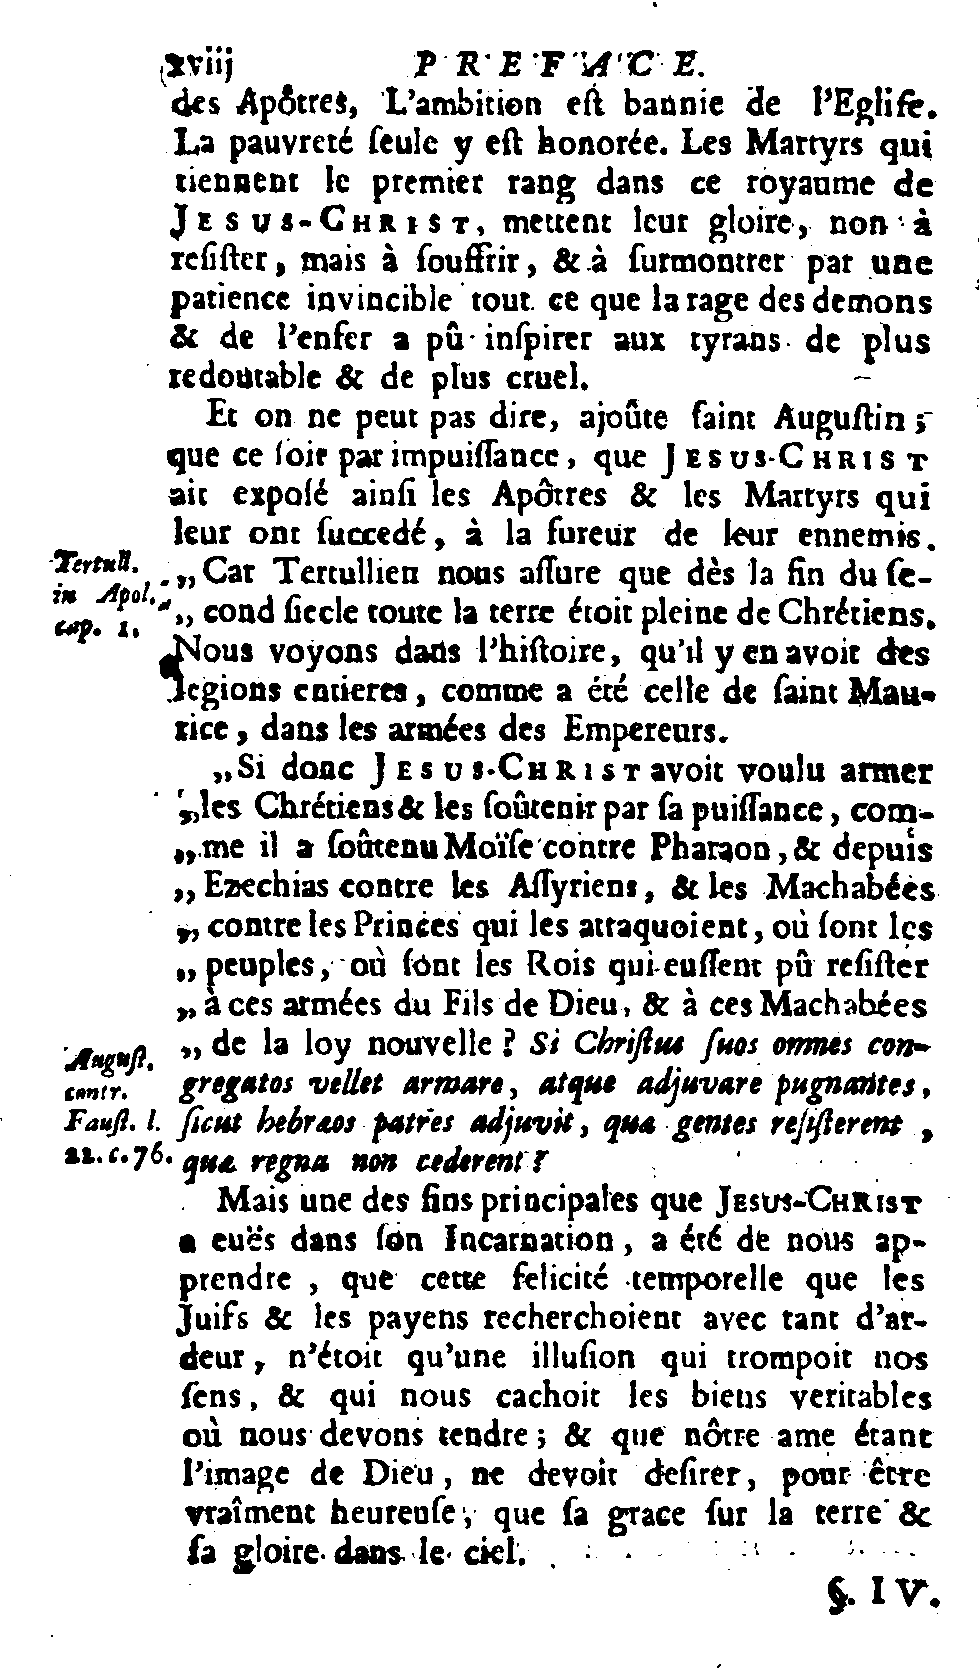 xviij PREFACE.
des Apôtres, L'ambition eſt bannie de l'Egliſe.
La pauvreté ſeule y eſt honorée. Les Martyrs qui
tiennent le premier rang dans ce royaume de
JESUS-CHRIST, mettent leur gloire, non à
reſiſter, mais à ſouffrir, & à ſurmonter par une
patience invincible tout ce que la rage des demons
& de l'enfer a pû inſpirer aux tyrans de plus
redoutable & de plus cruel.
Et on ne peut pas dire, ajoûte ſaint Auguſtin;
que ce ſoit par impuiſſance, que JESUS-CHRIST
ait expoſé ainſi les Apôtres & les Martyrs qui
leur ont ſuccedé, à la fureur de leur ennemis.
Tertull.
in Apol.
cap. 1.
„Car Tertullien nous aſſure que dès la fin du ſe-
„cond ſiecle toute la terre étoit pleine de Chrétiens.
Nous voyons dans l'hiſtoire, qu'il y en avoit des
legions entieres, comme a été celle de ſaint Mau-
rice, dans les armées des Empereurs.
„Si donc JESUS-CHRIST avoit voulu armer
„les Chrétiens & les ſoûtenir par ſa puiſſance, com-
„me il a ſoûtenu Moïſe contre Pharaon, & depuis
„Ezechias contre les Aſſyriens, & les Machabées
„contre les Princes qui les attaquoient, où ſont les
„peuples, où ſont les Rois qui euſſent pû reſiſter
„à ces armées du Fils de Dieu, & à ces Machabées
„de la loy nouvelle? Si Chriſtus ſuos omnes con-
Auguſt.
contr.
Fauſt. l.
22. c. 76.
gregatos vellet armare, atque adjuvare pugnantes,
ſicut hebræos patres adjuvit, quæ gentes reſiſterent,
quæ regna non cederent?
Mais une des fins principales que JESUS-CHRIST
a euës dans ſon Incarnation, a été de nous ap-
prendre, que cette felicité temporelle que les
Juifs & les payens recherchoient avec tant d'ar-
deur, n'étoit qu'une illuſion qui trompoit nos
ſens, & qui nous cachoit les biens veritables
où nous devons tendre; & que nôtre ame étant
l'image de Dieu, ne devoit deſirer, pour être
vraîment heureuſe, que ſa grace ſur la terre &
ſa gloire dans le ciel.
§. IV.